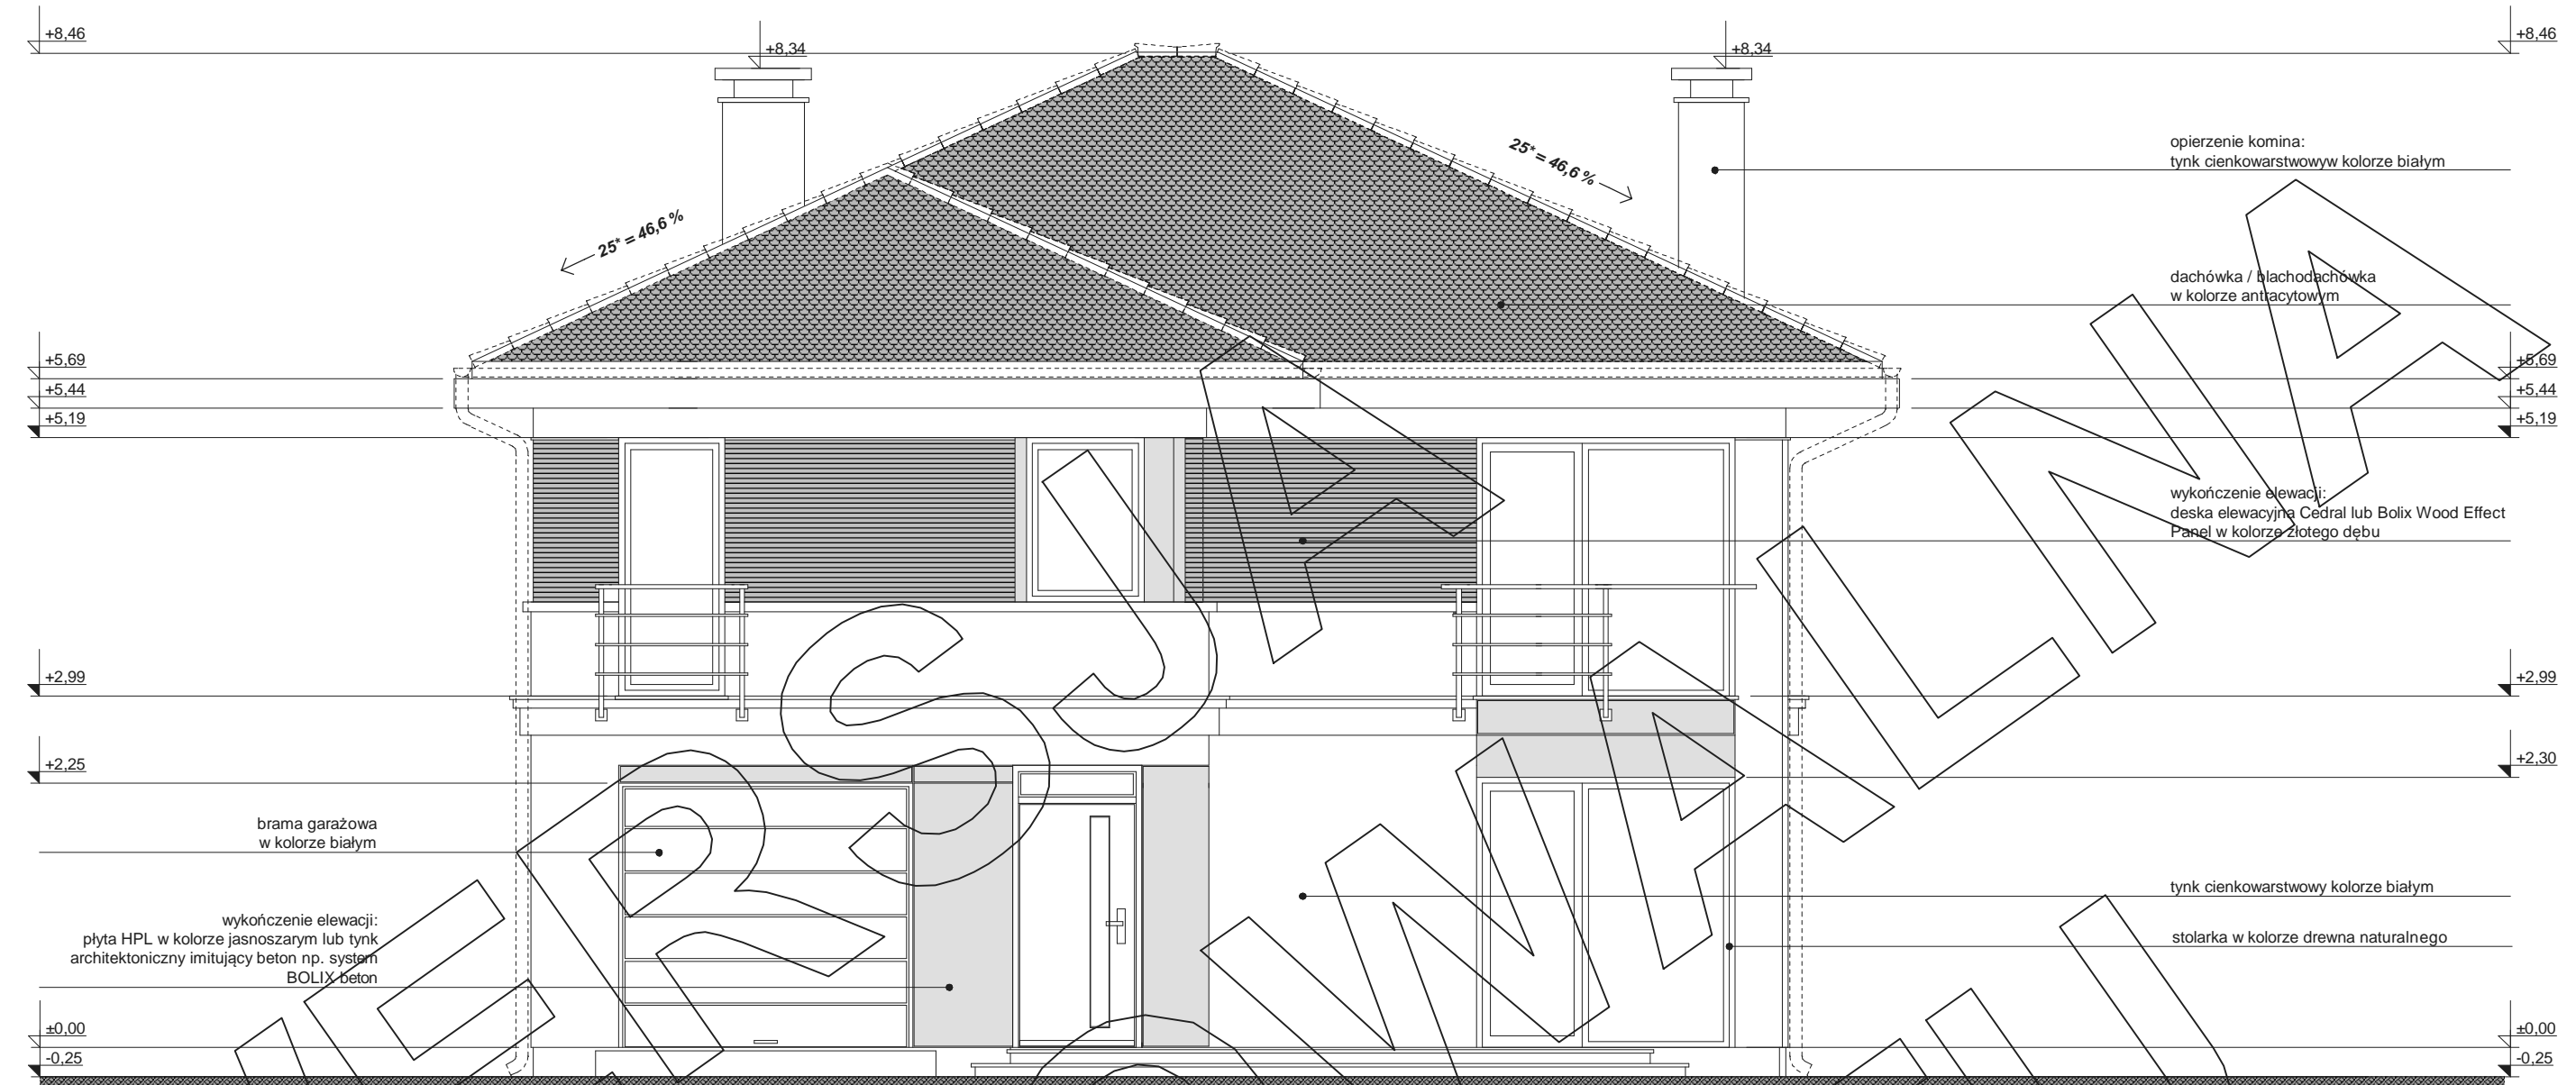 +8,46
+8,34
+8,34
+8,46
opierzenie komina:
tynk cienkowarstwowyw kolorze białym
25* = 46,6 %
25* = 46,6 %
dachówka / blachodachówka
w kolorze antracytowym
+5,69
+5,44
+5,19
+5,69
+5,44
+5,19
wykończenie elewacji:
deska elewacyjna Cedral lub Bolix Wood Effect
Panel w kolorze złotego dębu
+2,99
+2,99
+2,25
+2,30
brama garażowa
w kolorze białym
wykończenie elewacji:
płyta HPL w kolorze jasnoszarym lub tynk
architektoniczny imitujący beton np. system
BOLIX beton
tynk cienkowarstwowy kolorze białym
stolarka w kolorze drewna naturalnego
±0,00
-0,25
±0,00
-0,25